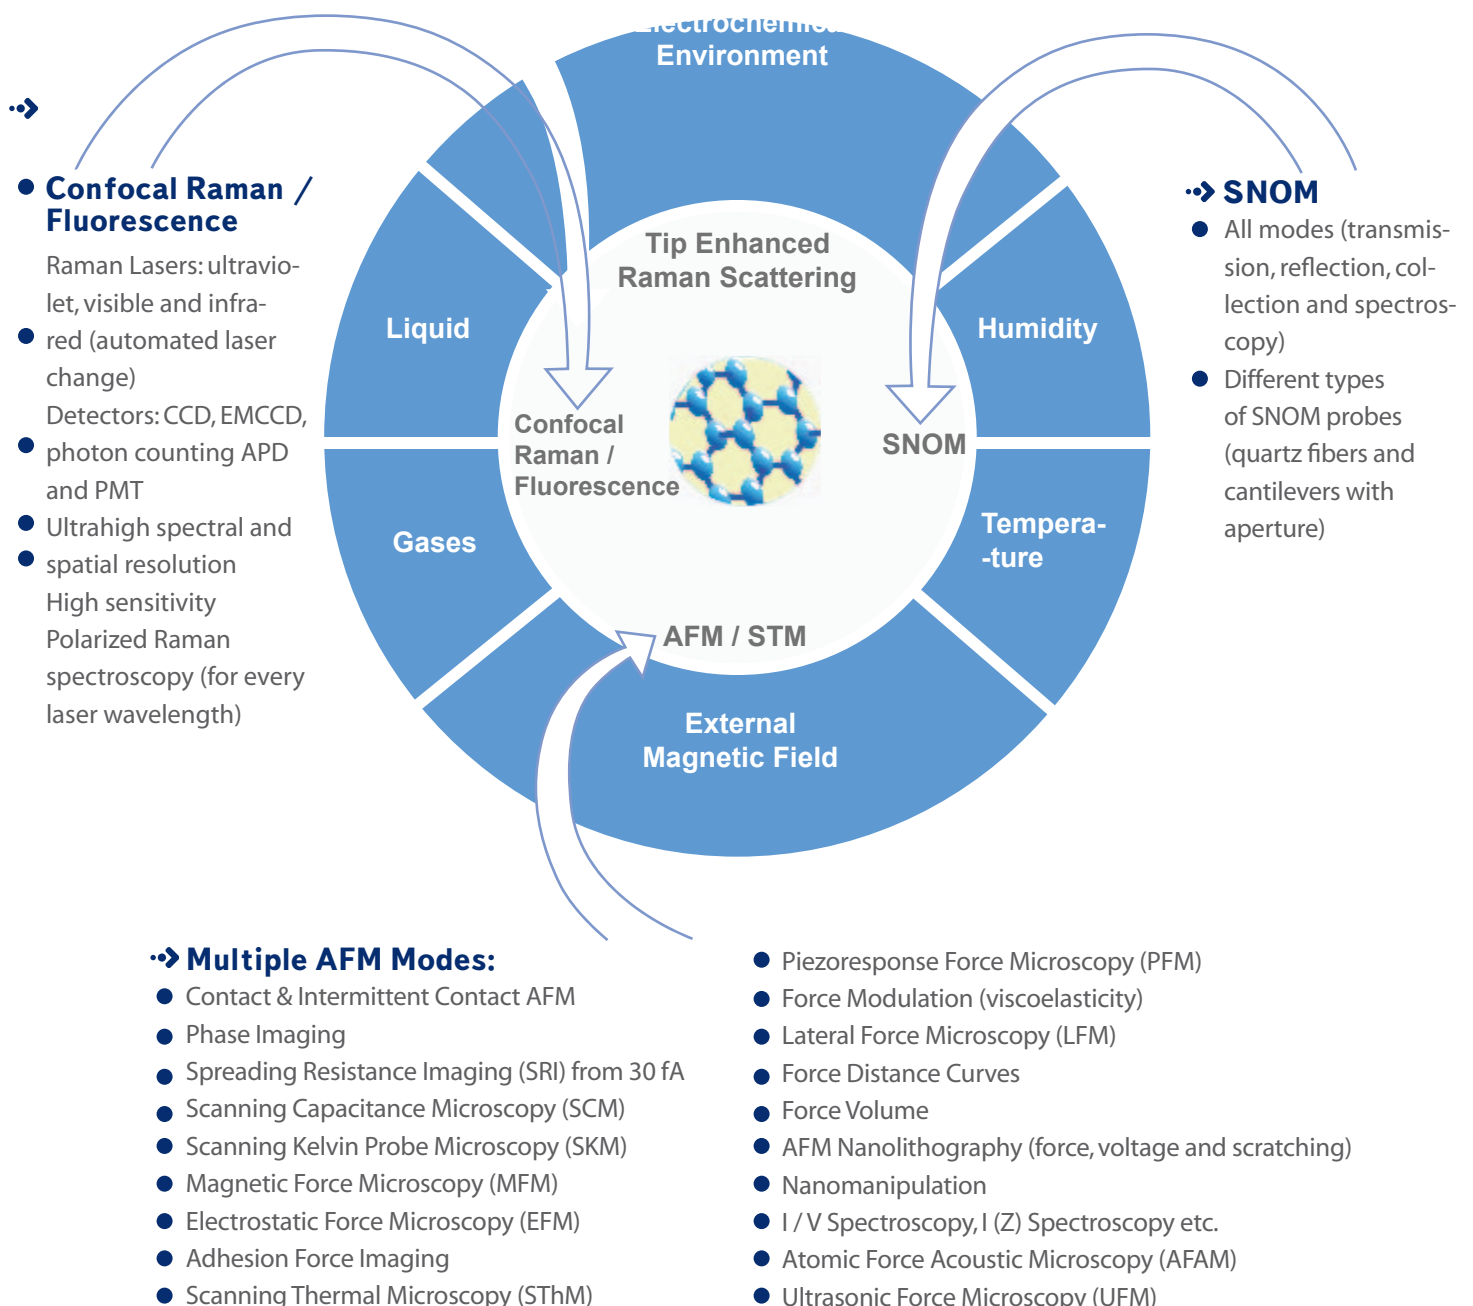 Electrochemical
Environment
Confocal Raman /
Fluorescence
Raman Lasers: ultravio-
let, visible and infra-
red (automated laser
change)
Detectors: CCD, EMCCD,
photon counting APD
and PMT
Ultrahigh spectral and
spatial resolution
High sensitivity
Polarized Raman
spectroscopy (for every
laser wavelength)
Liquid
Gases
Tip Enhanced
Raman Scattering
Confocal
Raman /
Fluorescence
SNOM
AFM / STM
Humidity
Tempera-
-ture
External
Magnetic Field
SNOM
All modes (transmis-
sion, reflection, col-
lection and spectros-
copy)
Different types
of SNOM probes
(quartz fibers and
cantilevers with
aperture)
Multiple AFM Modes:
Contact & Intermittent Contact AFM
Phase Imaging
Spreading Resistance Imaging (SRI) from 30 fA
Scanning Capacitance Microscopy (SCM)
Scanning Kelvin Probe Microscopy (SKM)
Magnetic Force Microscopy (MFM)
Electrostatic Force Microscopy (EFM)
Adhesion Force Imaging
Scanning Thermal Microscopy (SThM)
Piezoresponse Force Microscopy (PFM)
Force Modulation (viscoelasticity)
Lateral Force Microscopy (LFM)
Force Distance Curves
Force Volume
AFM Nanolithography (force, voltage and scratching)
Nanomanipulation
I / V Spectroscopy, I (Z) Spectroscopy etc.
Atomic Force Acoustic Microscopy (AFAM)
Ultrasonic Force Microscopy (UFM)